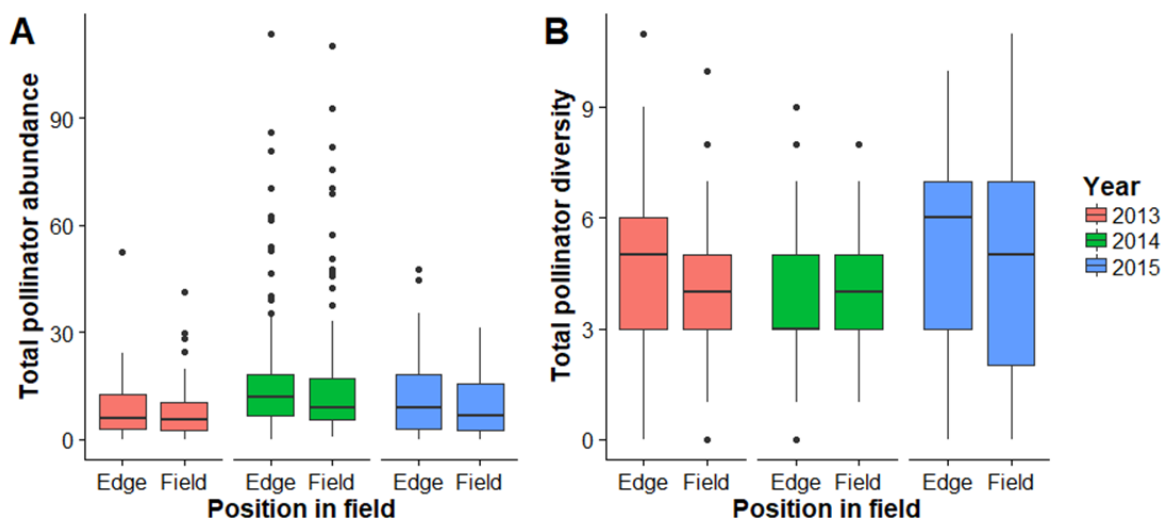 A
Total pollinator abundance
90
60
30
0
Edge Field Edge Field Edge Field
Position in field
B
Total pollinator diversity
9
6
3
0
Edge Field Edge Field Edge Field
Position in field
Year
2013
2014
2015